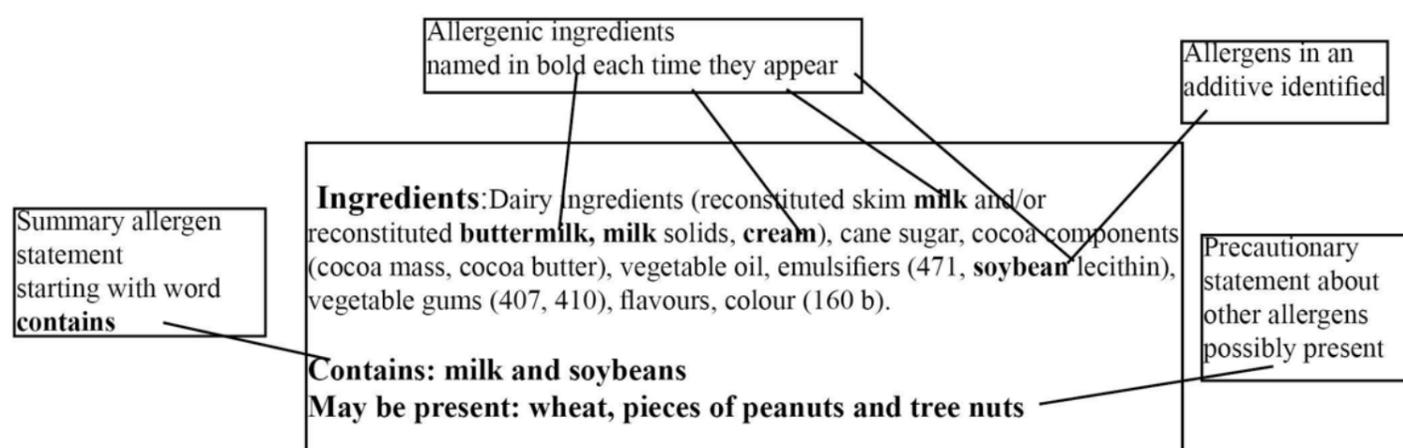 Allergenic ingredients
named in bold each time they appear
Allergens in an
additive identified
Summary allergen
statement
starting with word
contains
Ingredients:Dairy ingredients (reconstituted skim milk and/or
reconstituted buttermilk, milk solids, cream), cane sugar, cocoa components
(cocoa mass, cocoa butter), vegetable oil, emulsifiers (471, soybean lecithin),
vegetable gums (407, 410), flavours, colour (160 b).
Contains: milk and soybeans
May be present: wheat, pieces of peanuts and tree nuts
Precautionary
statement about
other allergens
possibly present